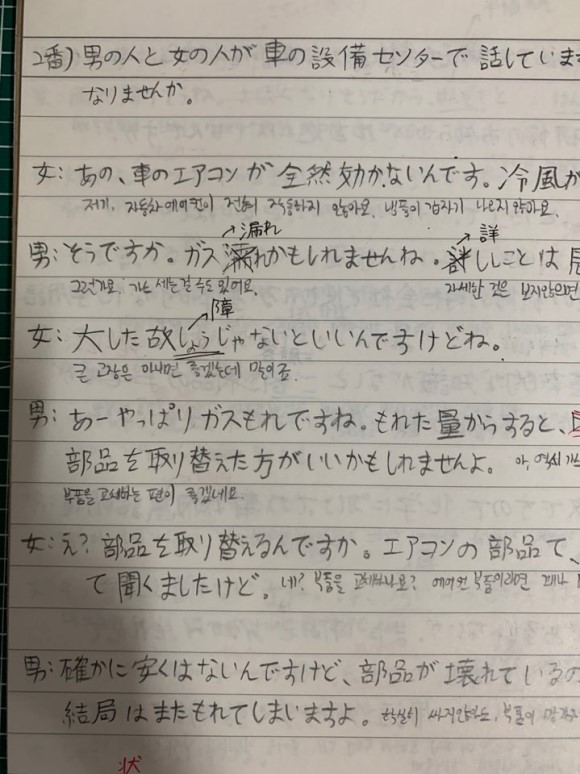 2番) 男の人と女の人が車の設備センターで話しています
なりませんか。
女: あの、車のエアコンが全然効かないんです。冷風が
저기, 자동차 에어컨이 전혀 작동하지 않아요. 냉풍이 갑자기 나오지 않아요.
→漏れ
→詳
男: そうですか。ガス漏れかもしれませんね。詳しいことは
그런가요. 가스 세는걸 수도 있어요. 자세한 것은 보지않으면
→障
女: 大した故しょうじゃないといいんですけどね。
큰 고장은 아니면 좋겠는데 말이죠.
男: あーやっぱりガスもれですね。もれた量からすると、
部品を取り替えた方がいいかもしれませんよ。 아, 역시
부품을 교체하는 편이 좋겠네요.
女: え? 部品を取り替えるんですか。エアコンの部品て、
て聞くましたけど。 네? 부품을 교체하나요? 에어컨 부품이라면
男: 確かに安くはないんですけど、部品が壊れているの
結局はまたもれてしまいますよ。 확실히 싸지않아도, 부품이
状